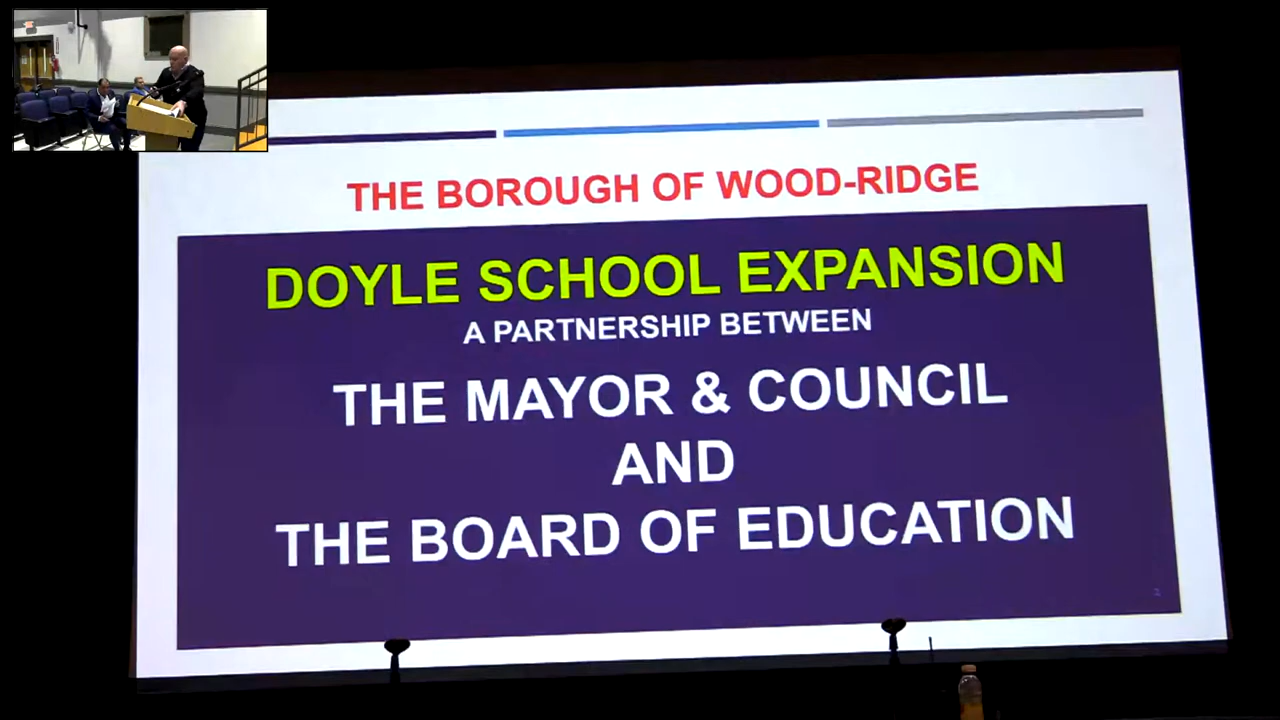 THE BOROUGH OF WOOD-RIDGE
DOYLE SCHOOL EXPANSION
A PARTNERSHIP BETWEEN
THE MAYOR & COUNCIL
AND
THE BOARD OF EDUCATION